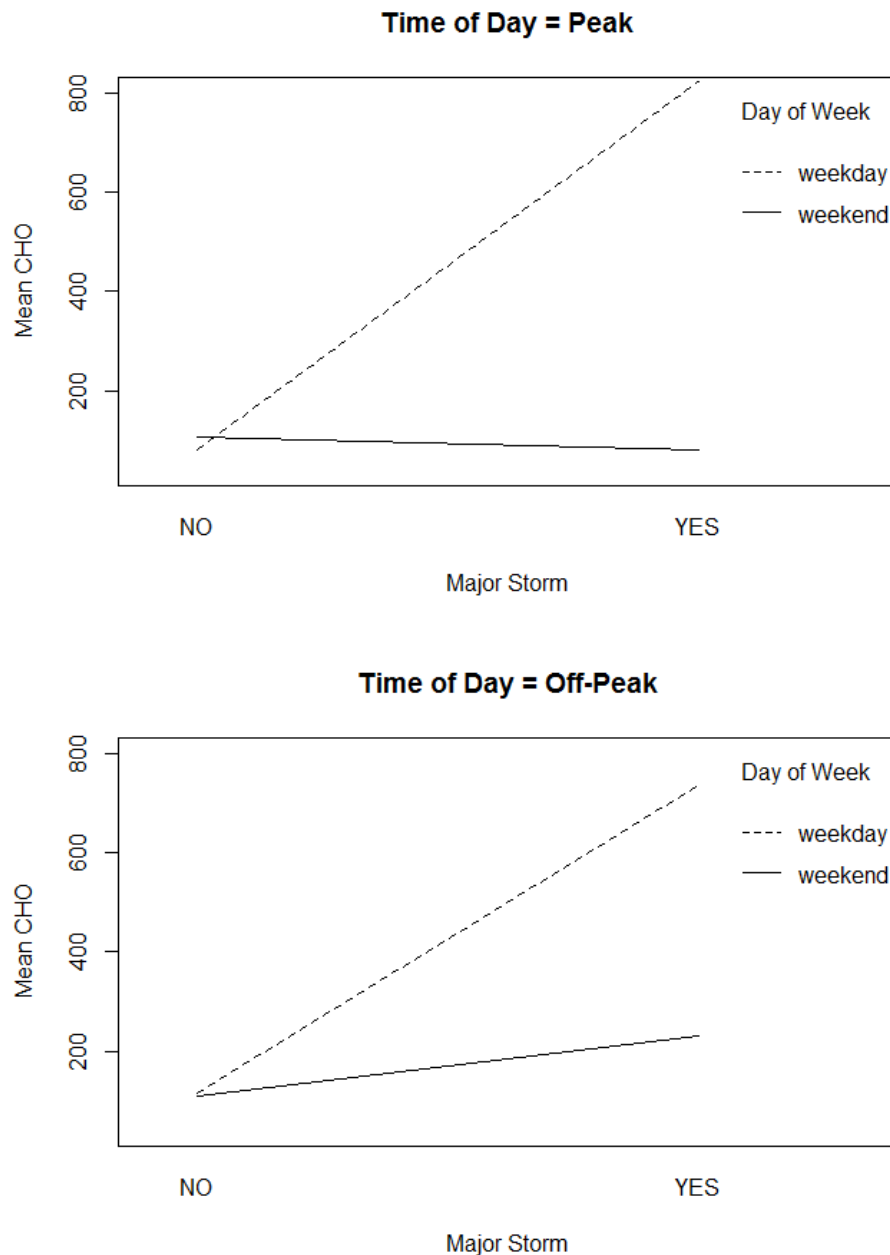 Time of Day = Peak
Mean CHO
800
600
400
200
Day of Week
weekday
weekend
NO YES
Major Storm
Time of Day = Off-Peak
Mean CHO
800
600
400
200
Day of Week
weekday
weekend
NO YES
Major Storm